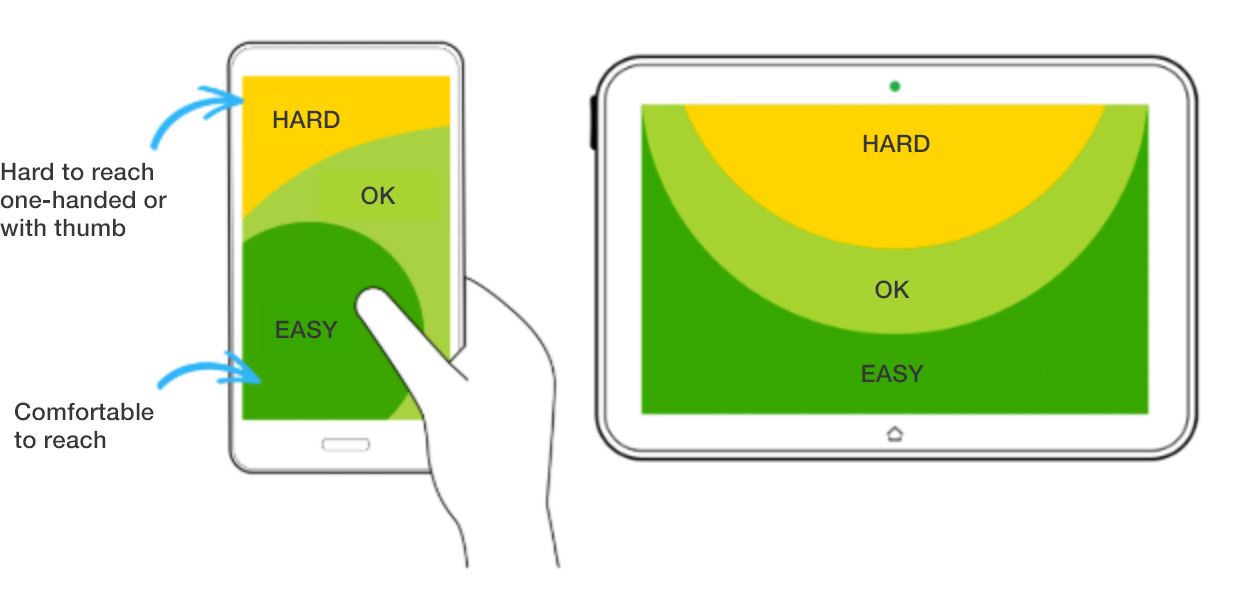 HARD
OK
EASY
Hard to reach
one-handed or
with thumb
Comfortable
to reach
HARD
OK
EASY